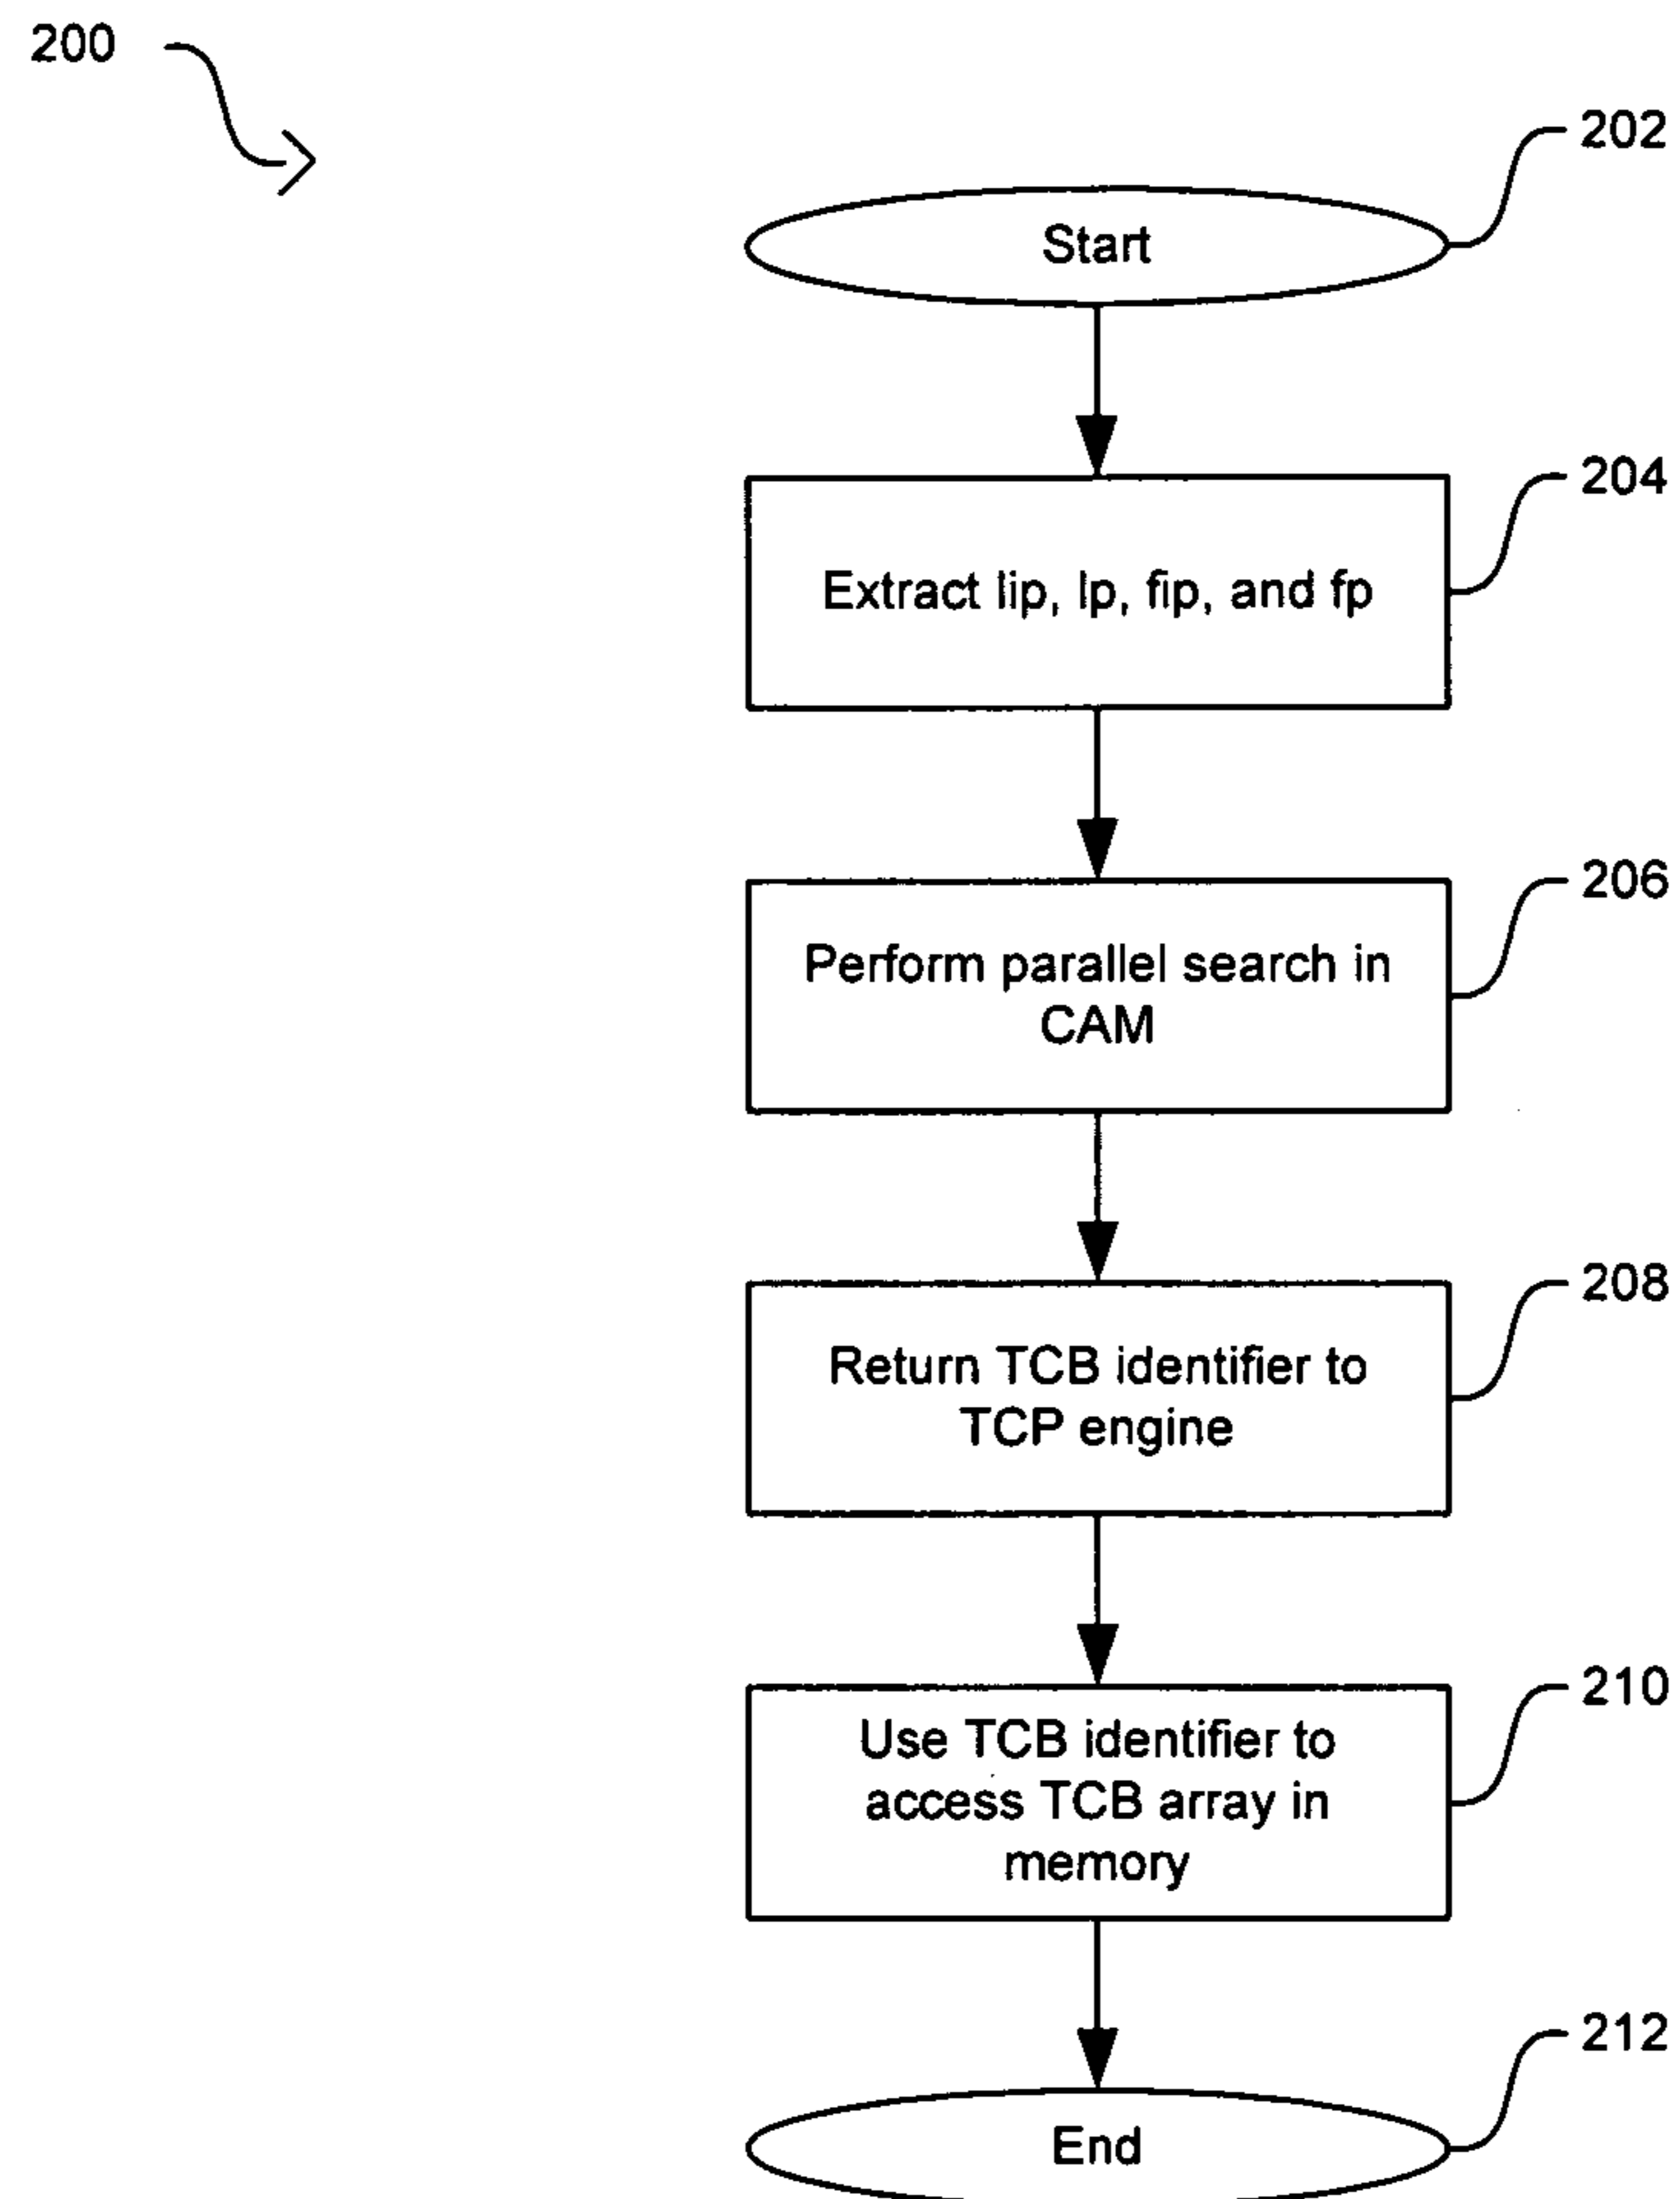 200
202
Start
204
Extract lip, lp, fip, and fp
206
Perform parallel search in
CAM
208
Return TCB identifier to
TCP engine
210
Use TCB identifier to
access TCB array in
memory
212
End